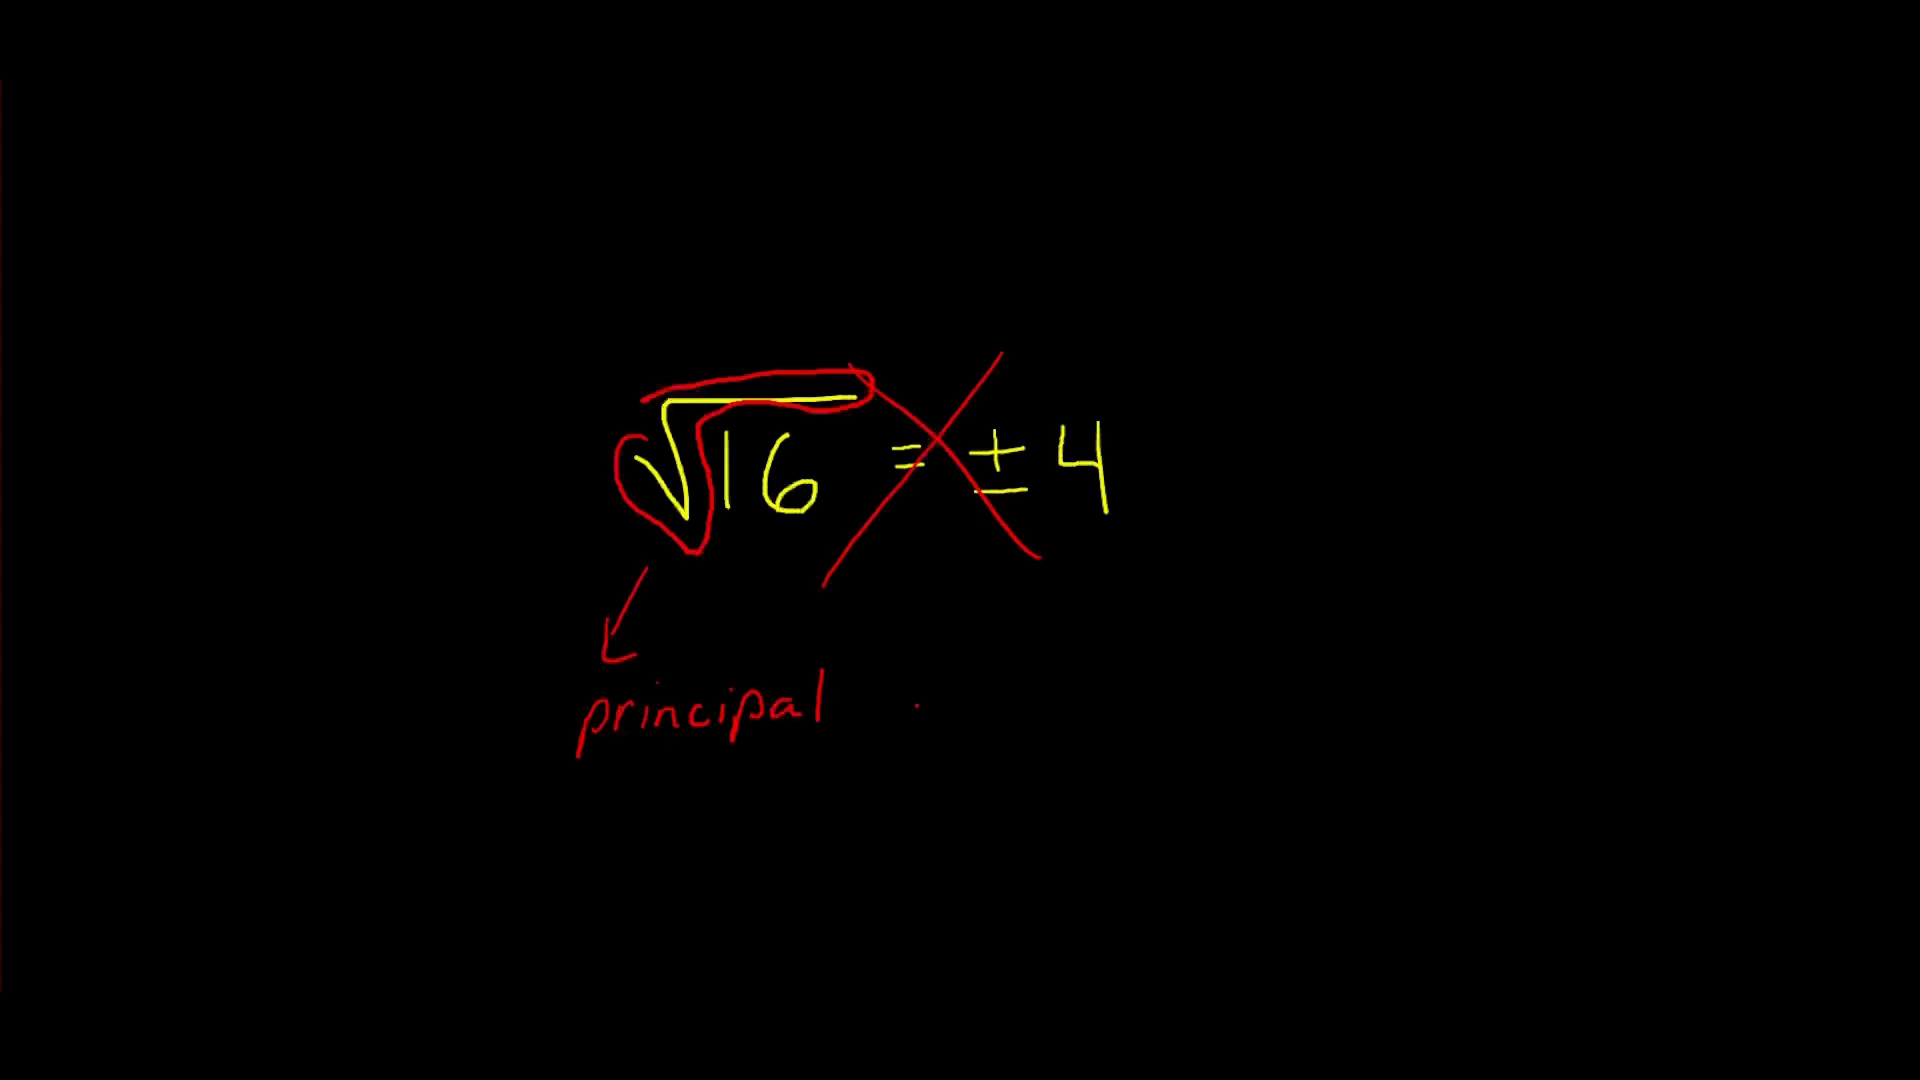 √16 = ± 4
principal